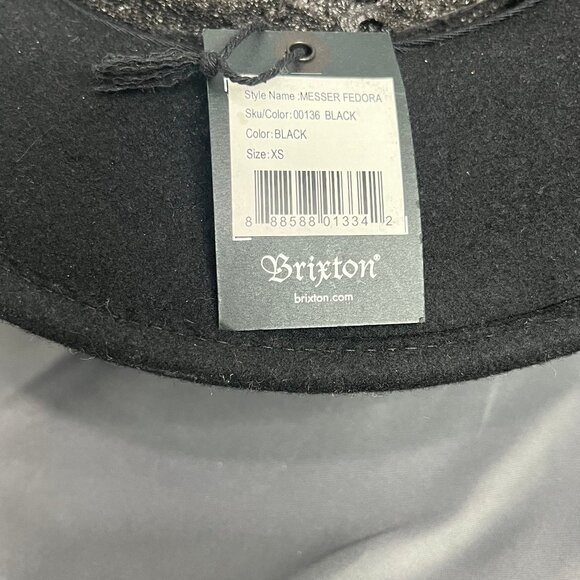 Style Name :MESSER FEDORA
Sku/Color:00136 BLACK
Color:BLACK
Size:XS
8 88588 01334 2
Brixton®
brixton.com